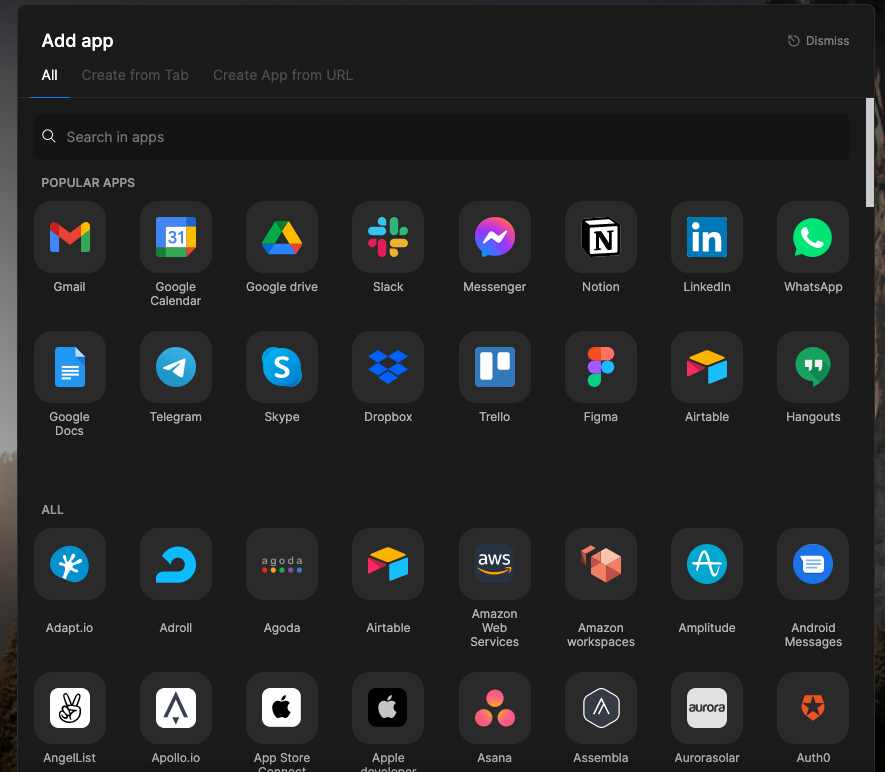 Add app
Dismiss
All
Create from Tab
Create App from URL
Search in apps
POPULAR APPS
31
N
in
Gmail
Google
Calendar
Google drive
Slack
Messenger
Notion
LinkedIn
WhatsApp
S
Google
Docs
Telegram
Skype
Dropbox
Trello
Figma
Airtable
Hangouts
ALL
agoda
aws
Adapt.io
Adroll
Agoda
Airtable
Amazon
Web
Services
Amazon
workspaces
Amplitude
Android
Messages
aurora
AngelList
Apollo.io
App Store
Connect
Apple
developer
Asana
Assembla
Aurorasolar
Auth0